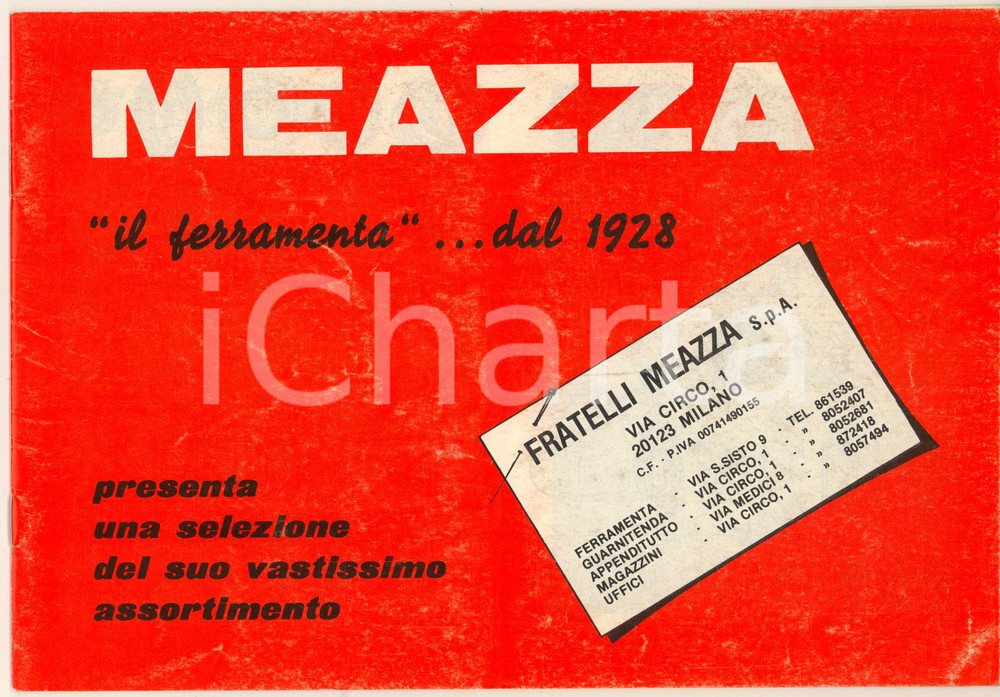 MEAZZA
“il ferramenta“ ...dal 1928
iCharta
FRATELLI MEAZZA S.p.A.
VIA CIRCO, 1
20123 MILANO
C.F. - P.IVA 00741490155
FERRAMENTA - VIA S.SISTO 9 - TEL. 861539
GUARNITENDA - VIA CIRCO, 1 - » 8052407
APPENDITUTTO - VIA CIRCO, 1 - » 8052681
MAGAZZINI - VIA MEDICI 8 - » 872418
UFFICI - VIA CIRCO, 1 - » 8057494
presenta
una selezione
del suo vastissimo
assortimento